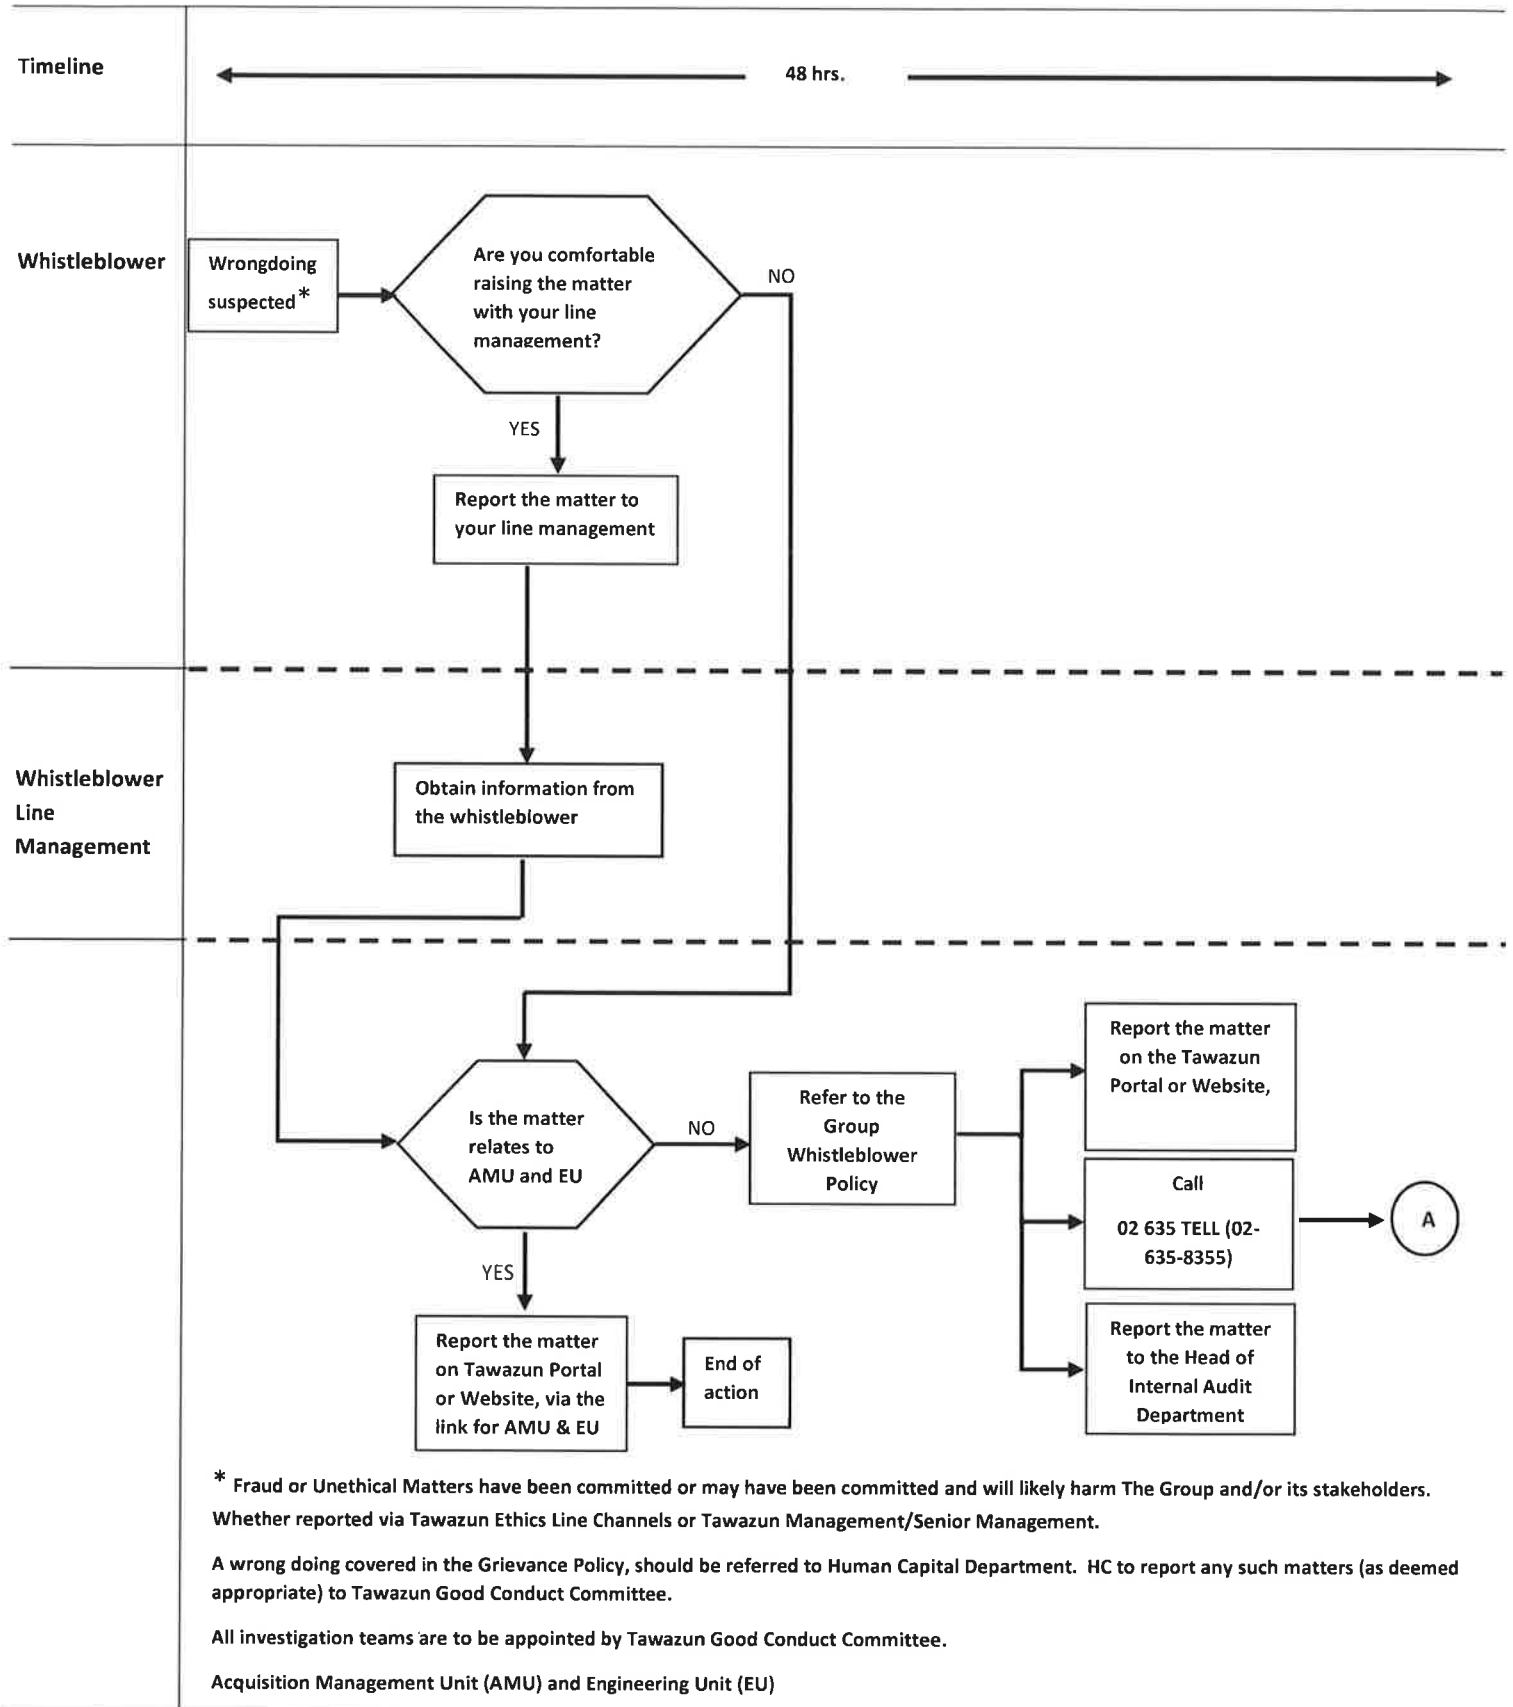 Timeline
48 hrs.
Whistleblower
Wrongdoing
suspected*
Are you comfortable
raising the matter
with your line
management?
NO
YES
Report the matter to
your line management
Whistleblower
Line
Management
Obtain information from
the whistleblower
Is the matter
relates to
AMU and EU
NO
Refer to the
Group
Whistleblower
Policy
Report the matter
on the Tawazun
Portal or Website,
Call
02 635 TELL (02-
635-8355)
A
Report the matter
to the Head of
Internal Audit
Department
YES
Report the matter
on Tawazun Portal
or Website, via the
link for AMU & EU
End of
action
* Fraud or Unethical Matters have been committed or may have been committed and will likely harm The Group and/or its stakeholders.
Whether reported via Tawazun Ethics Line Channels or Tawazun Management/Senior Management.
A wrong doing covered in the Grievance Policy, should be referred to Human Capital Department. HC to report any such matters (as deemed
appropriate) to Tawazun Good Conduct Committee.
All investigation teams are to be appointed by Tawazun Good Conduct Committee.
Acquisition Management Unit (AMU) and Engineering Unit (EU)